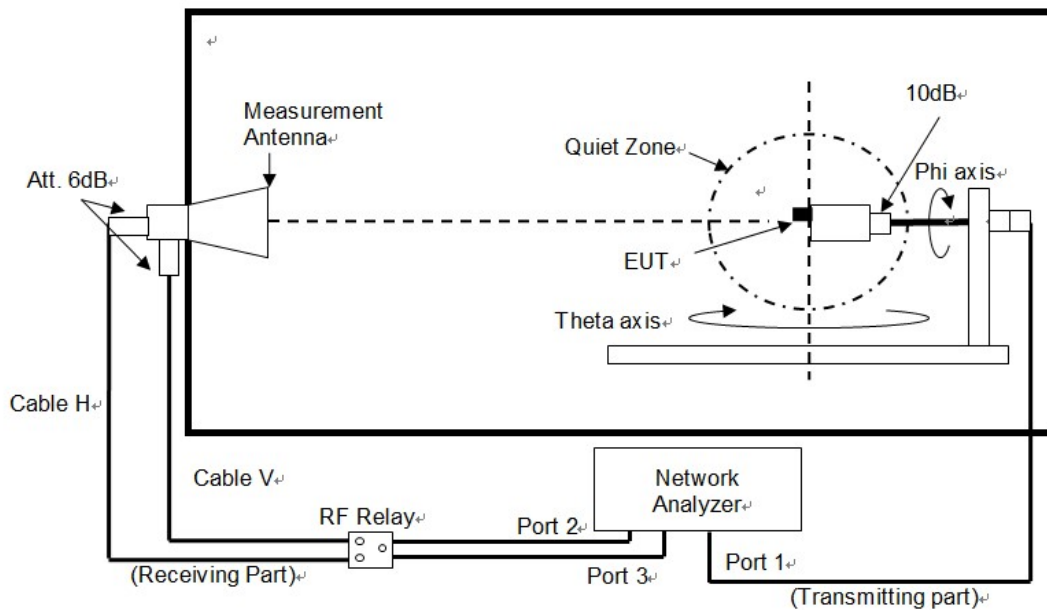 Measurement
Antenna
Att. 6dB
10dB
Quiet Zone
Phi axis
EUT
Theta axis
Cable H
Cable V
Network
Analyzer
RF Relay
Port 2
Port 3
Port 1
(Receiving Part)
(Transmitting part)